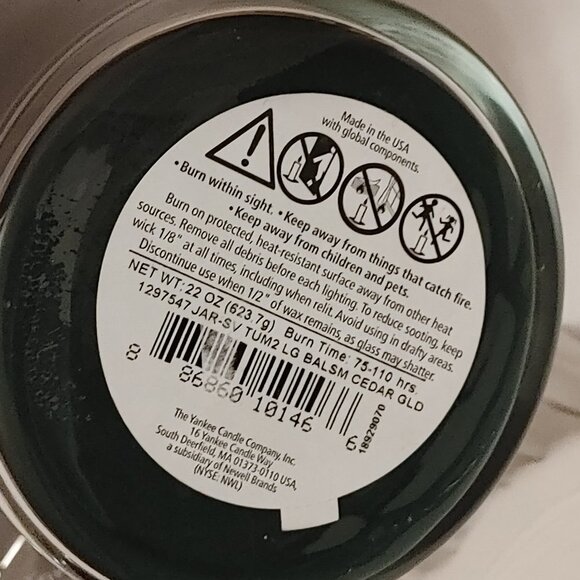 Made in the USA
with global components.
•Burn within sight. •Keep away from things that catch fire.
•Keep away from children and pets.
Burn on protected, heat-resistant surface away from other heat
sources. Remove all debris before each lighting. To reduce sooting, keep
wick 1/8" at all times, including when relit. Avoid using in drafty areas.
Discontinue use when 1/2" of wax remains, as glass may shatter.
NET WT: 22 OZ (623.7g) Burn Time: 75-110 hrs.
1297547 JAR-SV TUM2 LG BALSM CEDAR GLD
8 86860 10146 6
18929070
The Yankee Candle Company, Inc.
16 Yankee Candle Way
South Deerfield, MA 01373-0110 USA,
a subsidiary of Newell Brands
(NYSE: NWL)